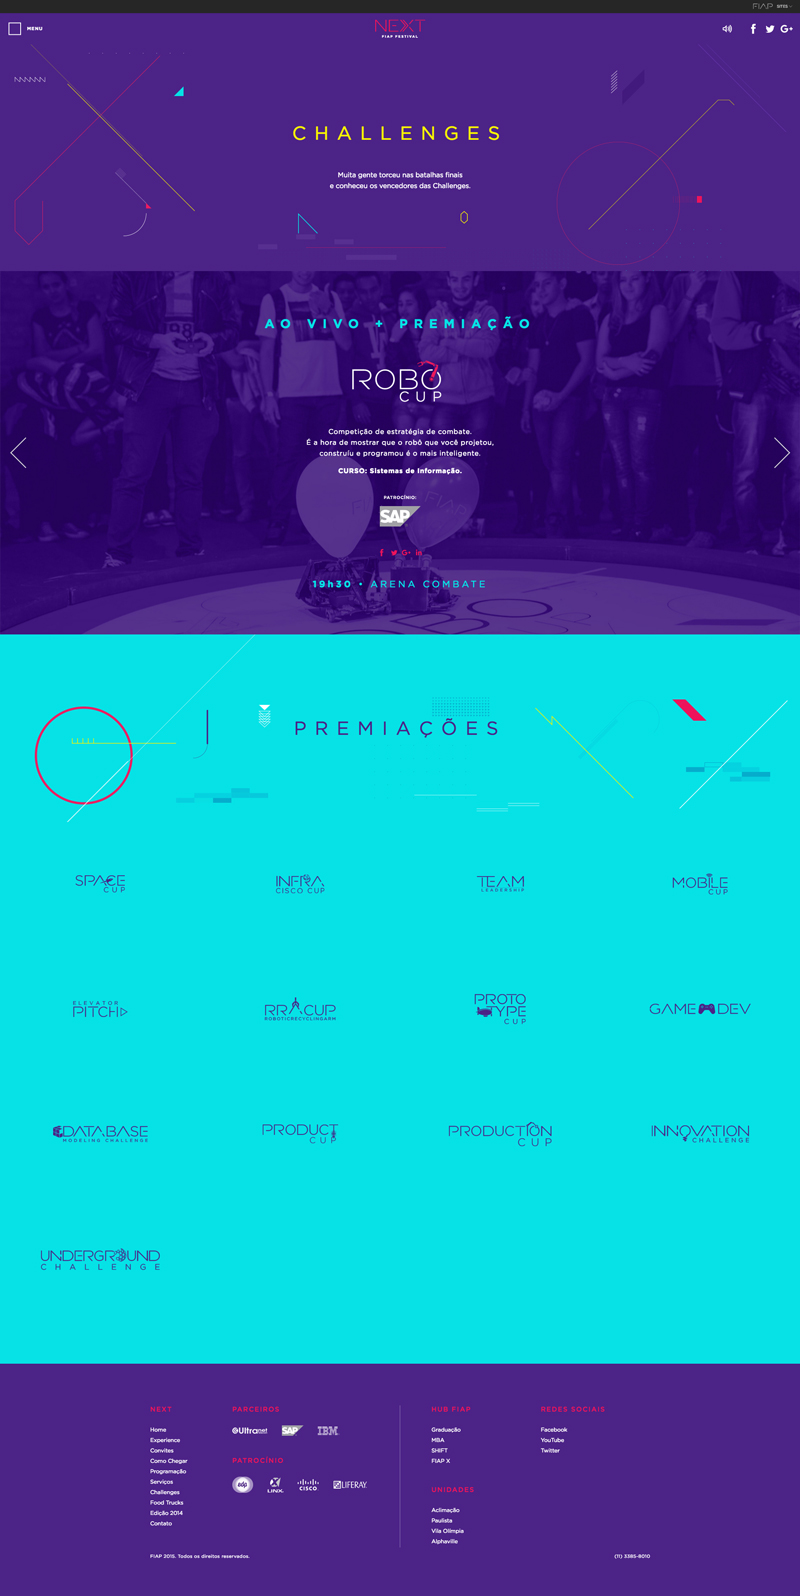 FIAP SITES
MENU
NEXT
FIAP FESTIVAL
CHALLENGES
Muita gente torceu nas batalhas finais
e conheceu os vencedores das Challenges.
AO VIVO + PREMIAÇÃO
ROBO
CUP
Competição de estratégia de combate.
É a hora de mostrar que o robô que você projetou,
construíu e programou é o mais inteligente.
CURSO: Sistemas de Informação.
PATROCÍNIO:
SAP
19h30 • ARENA COMBATE
PREMIAÇÕES
SPACE
CUP
INFRA
CISCO CUP
TEAM
LEADERSHIP
MOBILE
CUP
ELEVATOR
PITCH
RRACUP
ROBOTICRECYCLINGARM
PROTO
TYPE
CUP
GAME DEV
DATABASE
MODELING CHALLENGE
PRODUCT
CUP
PRODUCTION
CUP
INNOVATION
CHALLENGE
UNDERGROUND
CHALLENGE
NEXT
Home
Experience
Convites
Como Chegar
Programação
Serviços
Challenges
Food Trucks
Edição 2014
Contato
PARCEIROS
Ultranet SAP IBM
PATROCÍNIO
edp LINX CISCO LIFERAY
HUB FIAP
Graduação
MBA
SHIFT
FIAP X
UNIDADES
Aclimação
Paulista
Vila Olímpia
Alphaville
REDES SOCIAIS
Facebook
YouTube
Twitter
FIAP 2015. Todos os direitos reservados.
(11) 3385-8010